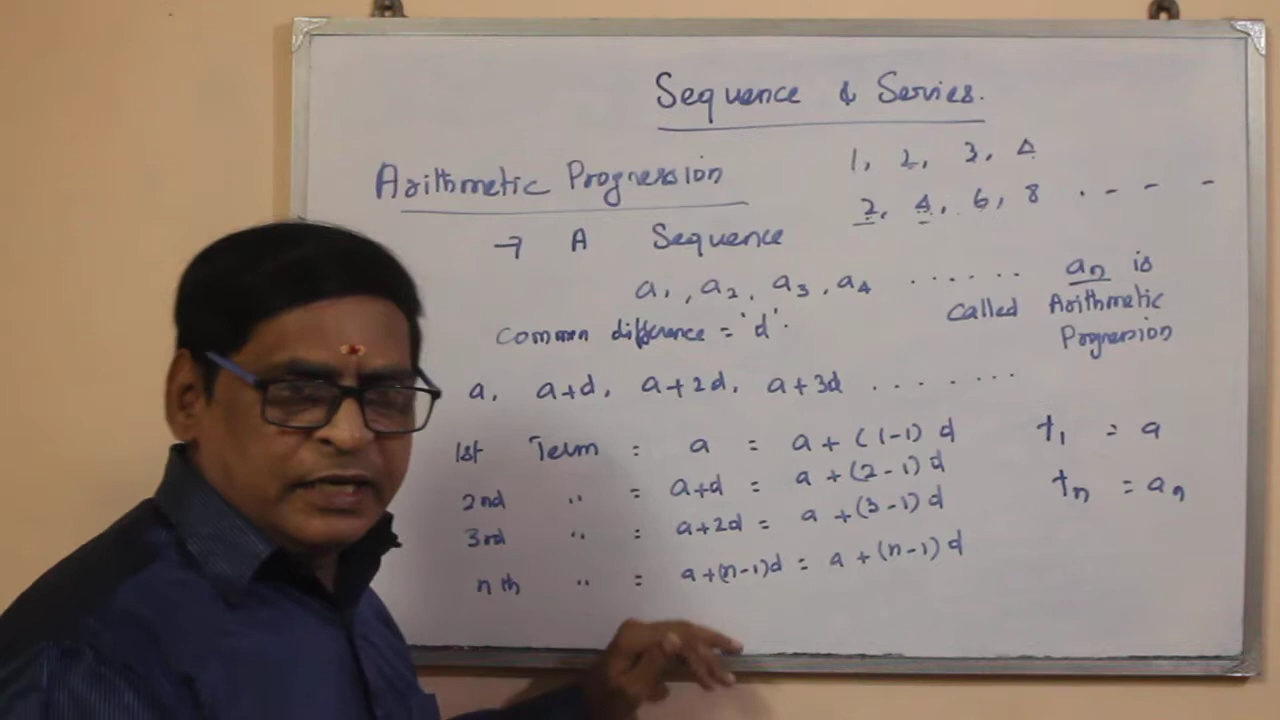 Sequence & Series.
Arithmetic Progression
1, 2, 3, 4
2, 4, 6, 8 . - - -
→ A Sequence
a1, a2, a3, a4 ...... an is
called Arithmetic
Progression
Common difference = 'd'.
a, a+d, a+2d, a+3d ........
1st Term = a = a+(1-1)d
t1 = a
2nd " = a+d = a+(2-1)d
tn = an
3rd " = a+2d = a+(3-1)d
nth " = a+(n-1)d = a+(n-1)d